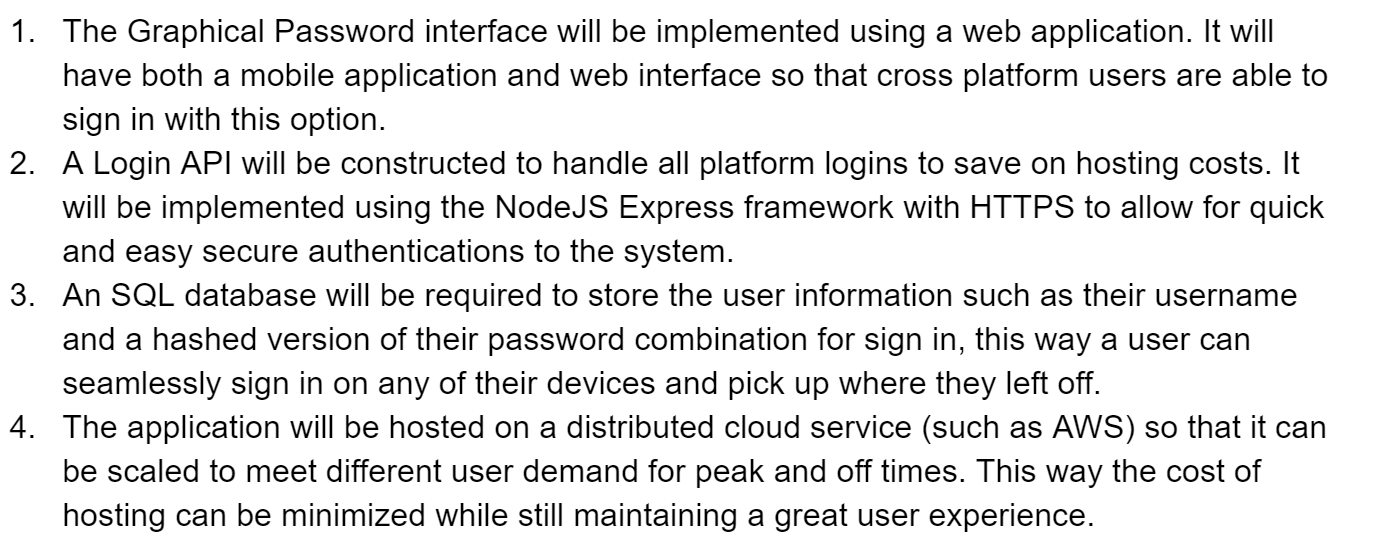 1. The Graphical Password interface will be implemented using a web application. It will
have both a mobile application and web interface so that cross platform users are able to
sign in with this option.
2. A Login API will be constructed to handle all platform logins to save on hosting costs. It
will be implemented using the NodeJS Express framework with HTTPS to allow for quick
and easy secure authentications to the system.
3. An SQL database will be required to store the user information such as their username
and a hashed version of their password combination for sign in, this way a user can
seamlessly sign in on any of their devices and pick up where they left off.
4. The application will be hosted on a distributed cloud service (such as AWS) so that it can
be scaled to meet different user demand for peak and off times. This way the cost of
hosting can be minimized while still maintaining a great user experience.